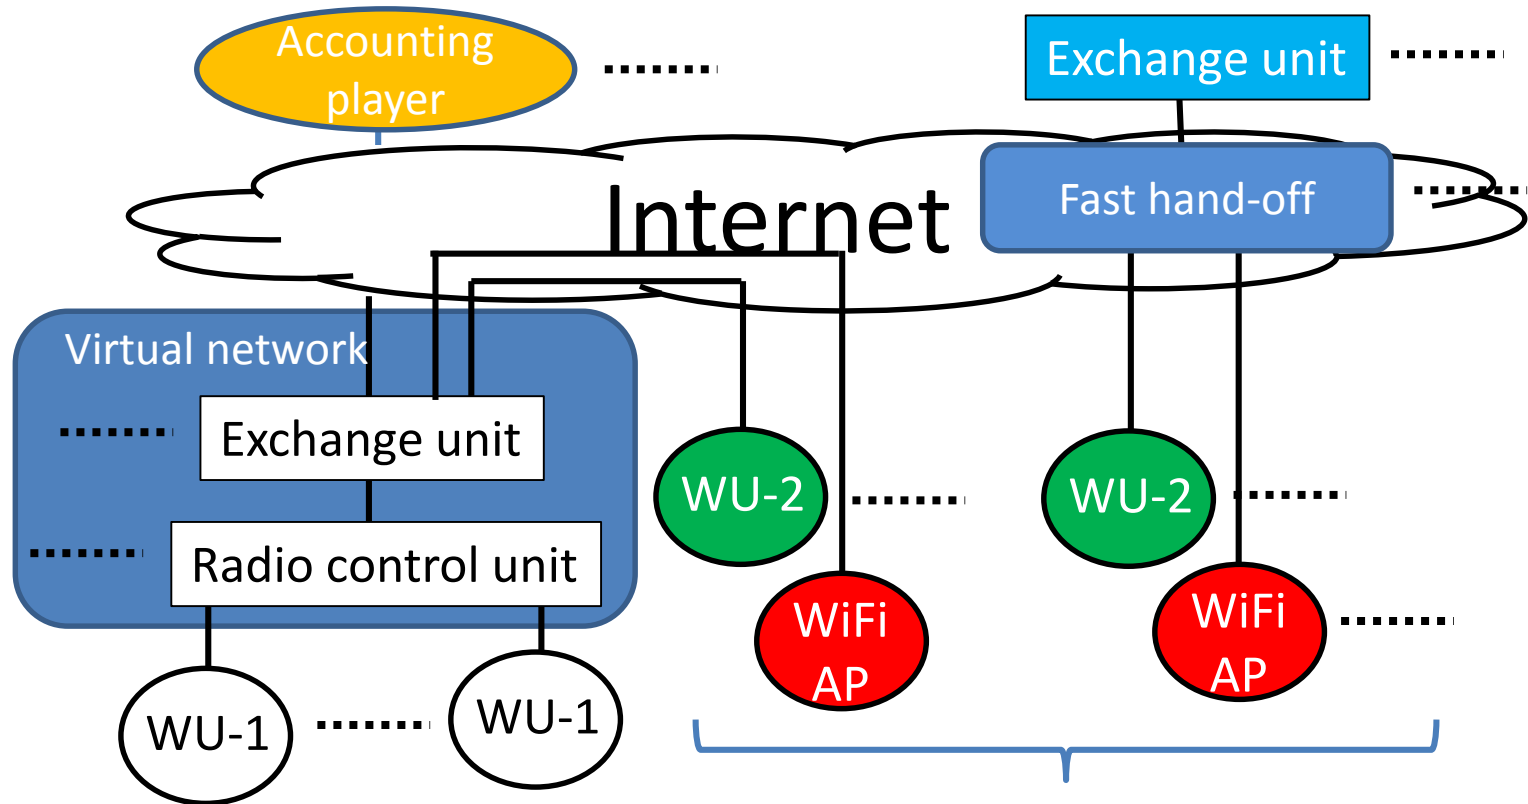 Accounting
player
Exchange unit
Internet
Fast hand-off
Virtual network
Exchange unit
Radio control unit
WU-1
WU-1
WU-2
WiFi
AP
WU-2
WiFi
AP